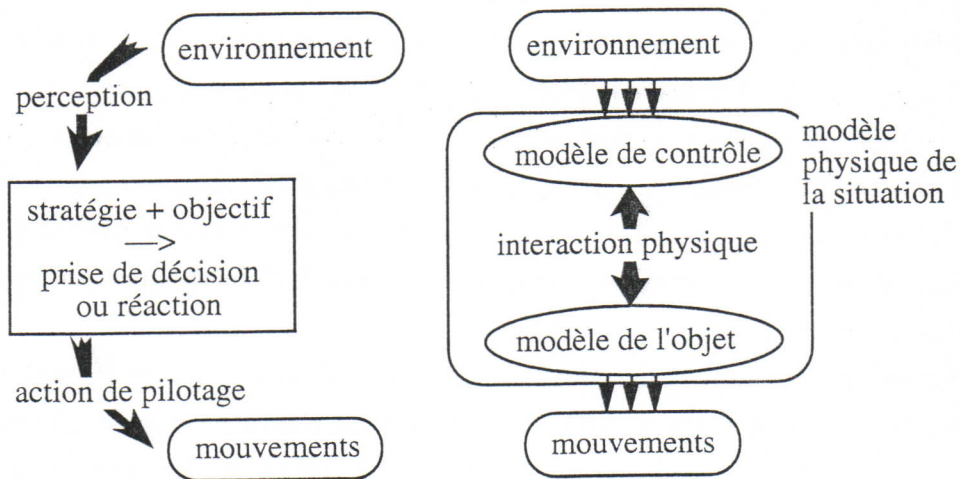 environnement
perception
stratégie + objectif
—>
prise de décision
ou réaction
action de pilotage
mouvements
environnement
modèle de contrôle
modèle
physique de
la situation
interaction physique
modèle de l'objet
mouvements